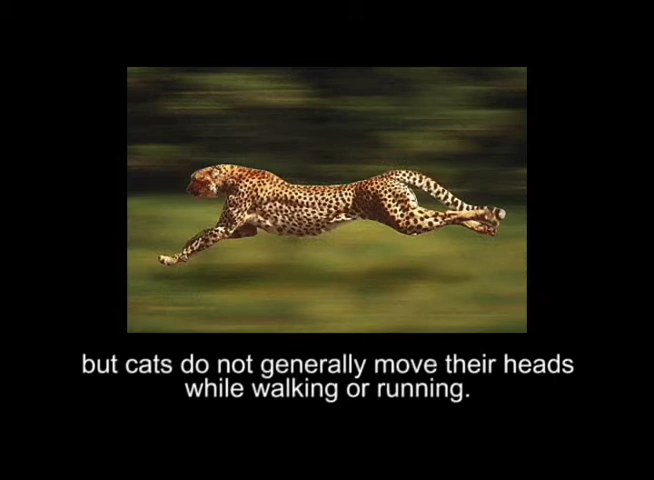 but cats do not generally move their heads
while walking or running.